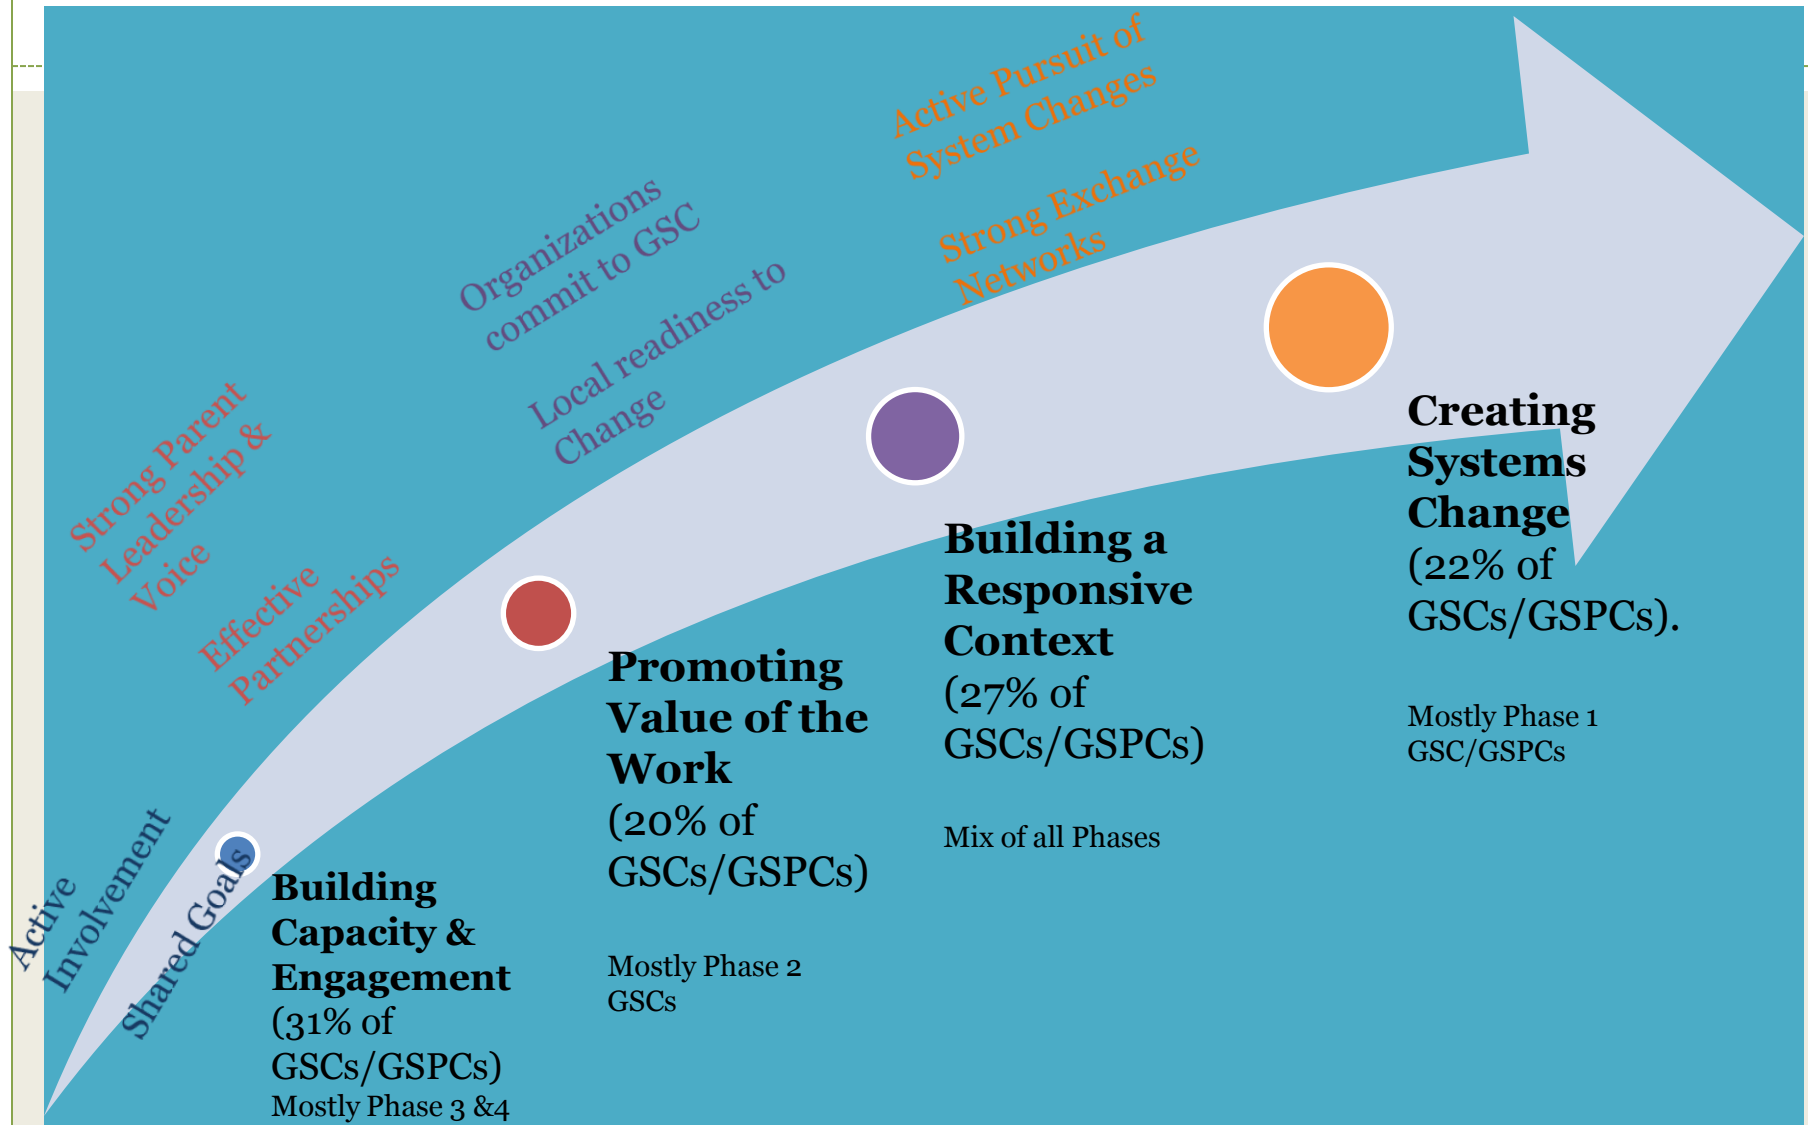 Active
Involvement
Shared Goals
Building
Capacity &
Engagement
(31% of
GSCs/GSPCs)
Mostly Phase 3 &4
Strong Parent
Leadership &
Voice
Effective
Partnerships
Promoting
Value of the
Work
(20% of
GSCs/GSPCs)
Mostly Phase 2
GSCs
Organizations
commit to GSC
Local readiness to
Change
Building a
Responsive
Context
(27% of
GSCs/GSPCs)
Mix of all Phases
Active Pursuit of
System Changes
Strong Exchange
Networks
Creating
Systems
Change
(22% of
GSCs/GSPCs).
Mostly Phase 1
GSC/GSPCs